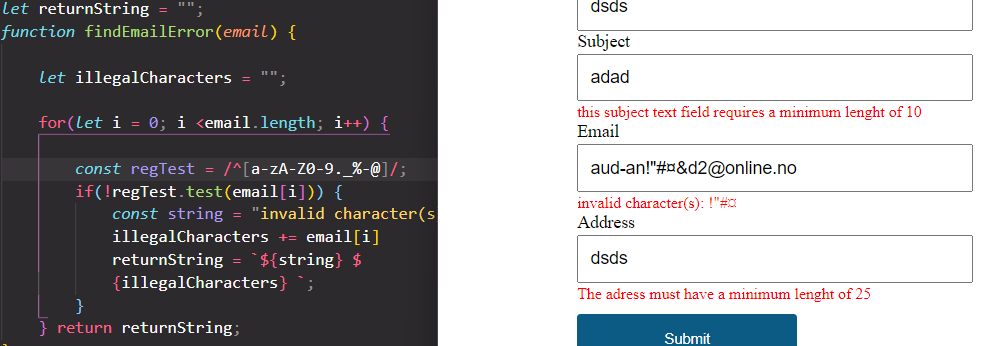 let returnString = "";
function findEmailError(email) {
let illegalCharacters = "";
for(let i = 0; i <email.length; i++) {
const regTest = /^[a-zA-Z0-9._%-@]/;
if(!regTest.test(email[i])) {
const string = "invalid character(s
illegalCharacters += email[i]
returnString = `${string} $
{illegalCharacters} `;
}
} return returnString;
dsds
Subject
adad
this subject text field requires a minimum lenght of 10
Email
aud-an!"#¤&d2@online.no
invalid character(s): !"#¤
Address
dsds
The adress must have a minimum lenght of 25
Submit